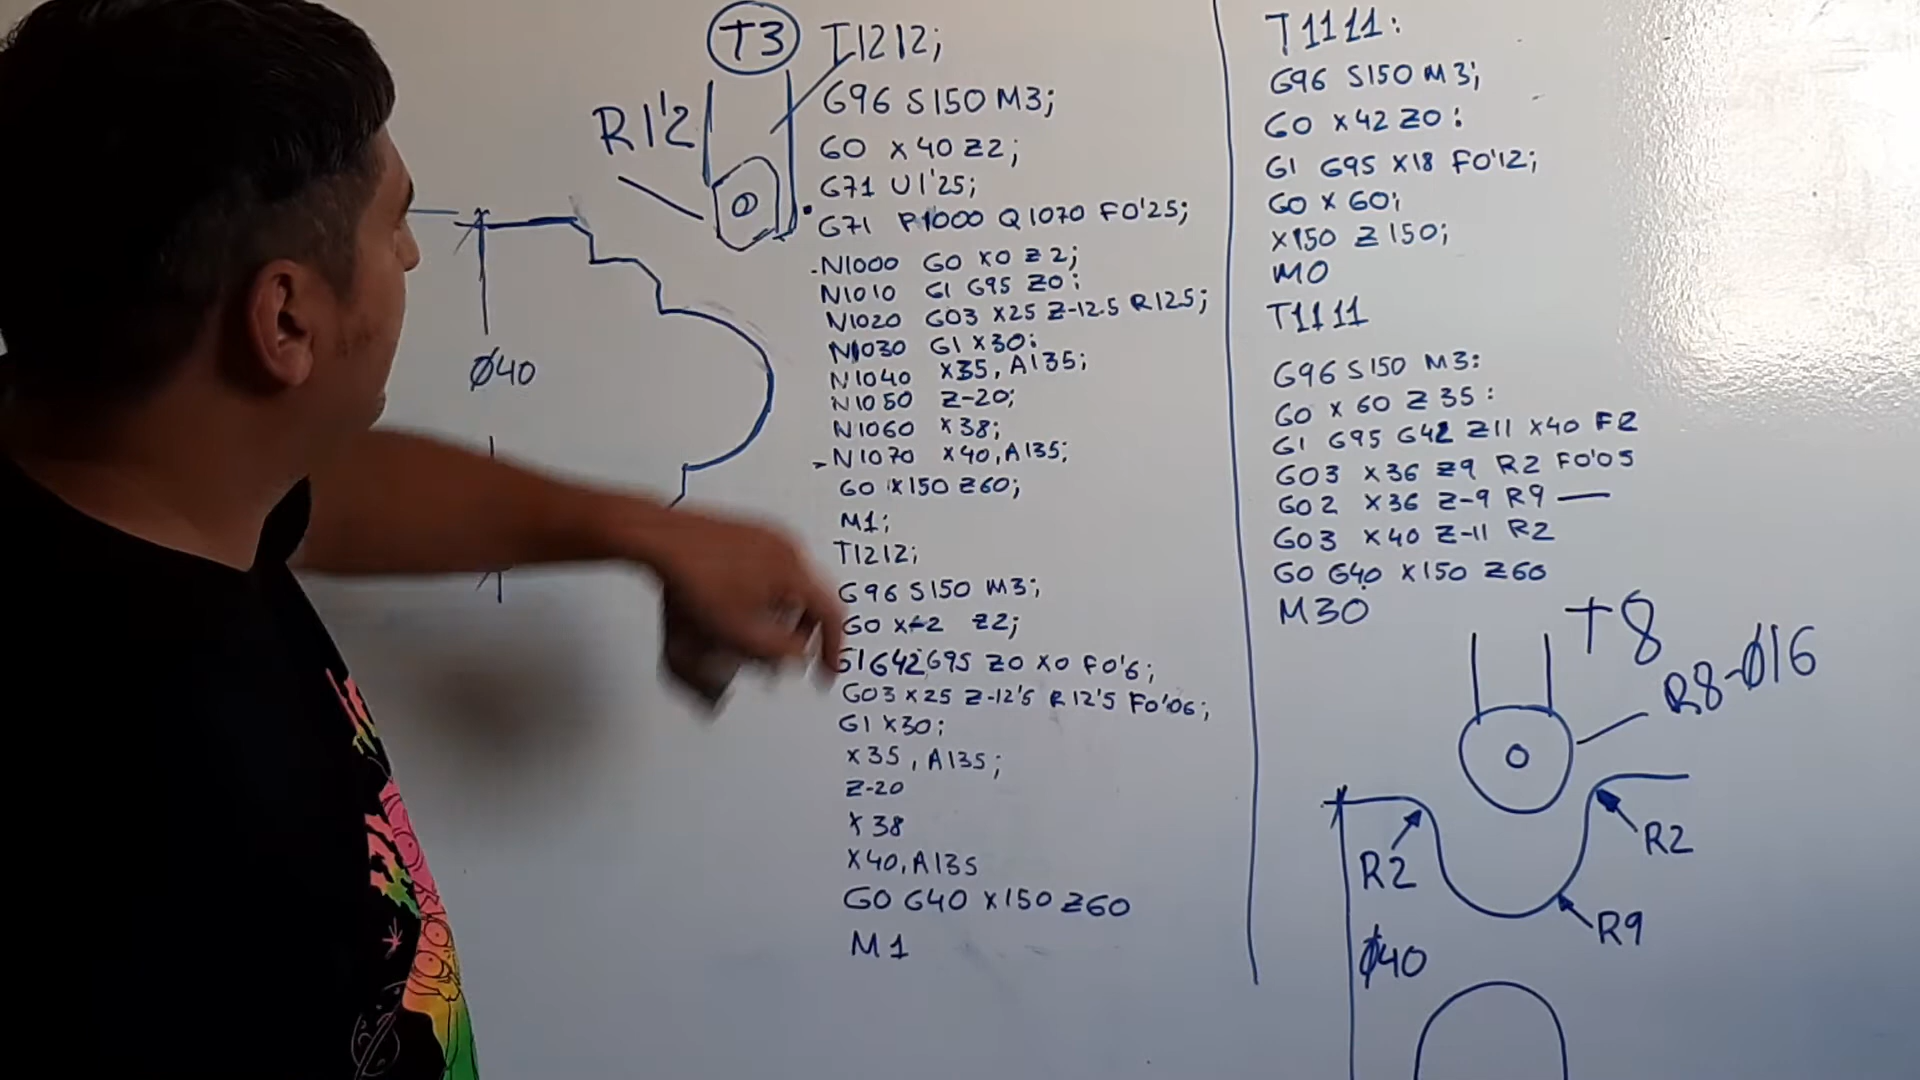 T3
R1'2
Ø40
T1212;
G96 S150 M3;
G0 X40 Z2;
G71 U1'25;
G71 P1000 Q1070 F0'25;
N1000 G0 X0 Z2;
N1010 G1 G95 Z0:
N1020 G03 X25 Z-12.5 R12.5;
N1030 G1 X30:
N1040 X35, A135;
N1050 Z-20;
N1060 X38;
N1070 X40, A135;
G0 X150 Z60;
M1;
T1212;
G96 S150 M3;
G0 X-2 Z2;
G1 G42 G95 Z0 X0 F0'6;
G03 X25 Z-12'5 R12'5 F0'06;
G1 X30;
X35, A135;
Z-20
X38
X40, A135
G0 G40 X150 Z60
M1
T1111:
G96 S150 M3;
G0 X42 Z0:
G1 G95 X18 F0'12;
G0 X60;
X150 Z150;
M0
T1111
G96 S150 M3:
G0 X60 Z35:
G1 G95 G42 Z11 X40 F2
G03 X36 Z9 R2 F0'05
G02 X36 Z-9 R9 —
G03 X40 Z-11 R2
G0 G40 X150 Z60
M30
T8
R8-Ø16
R2
R2
R9
Ø40